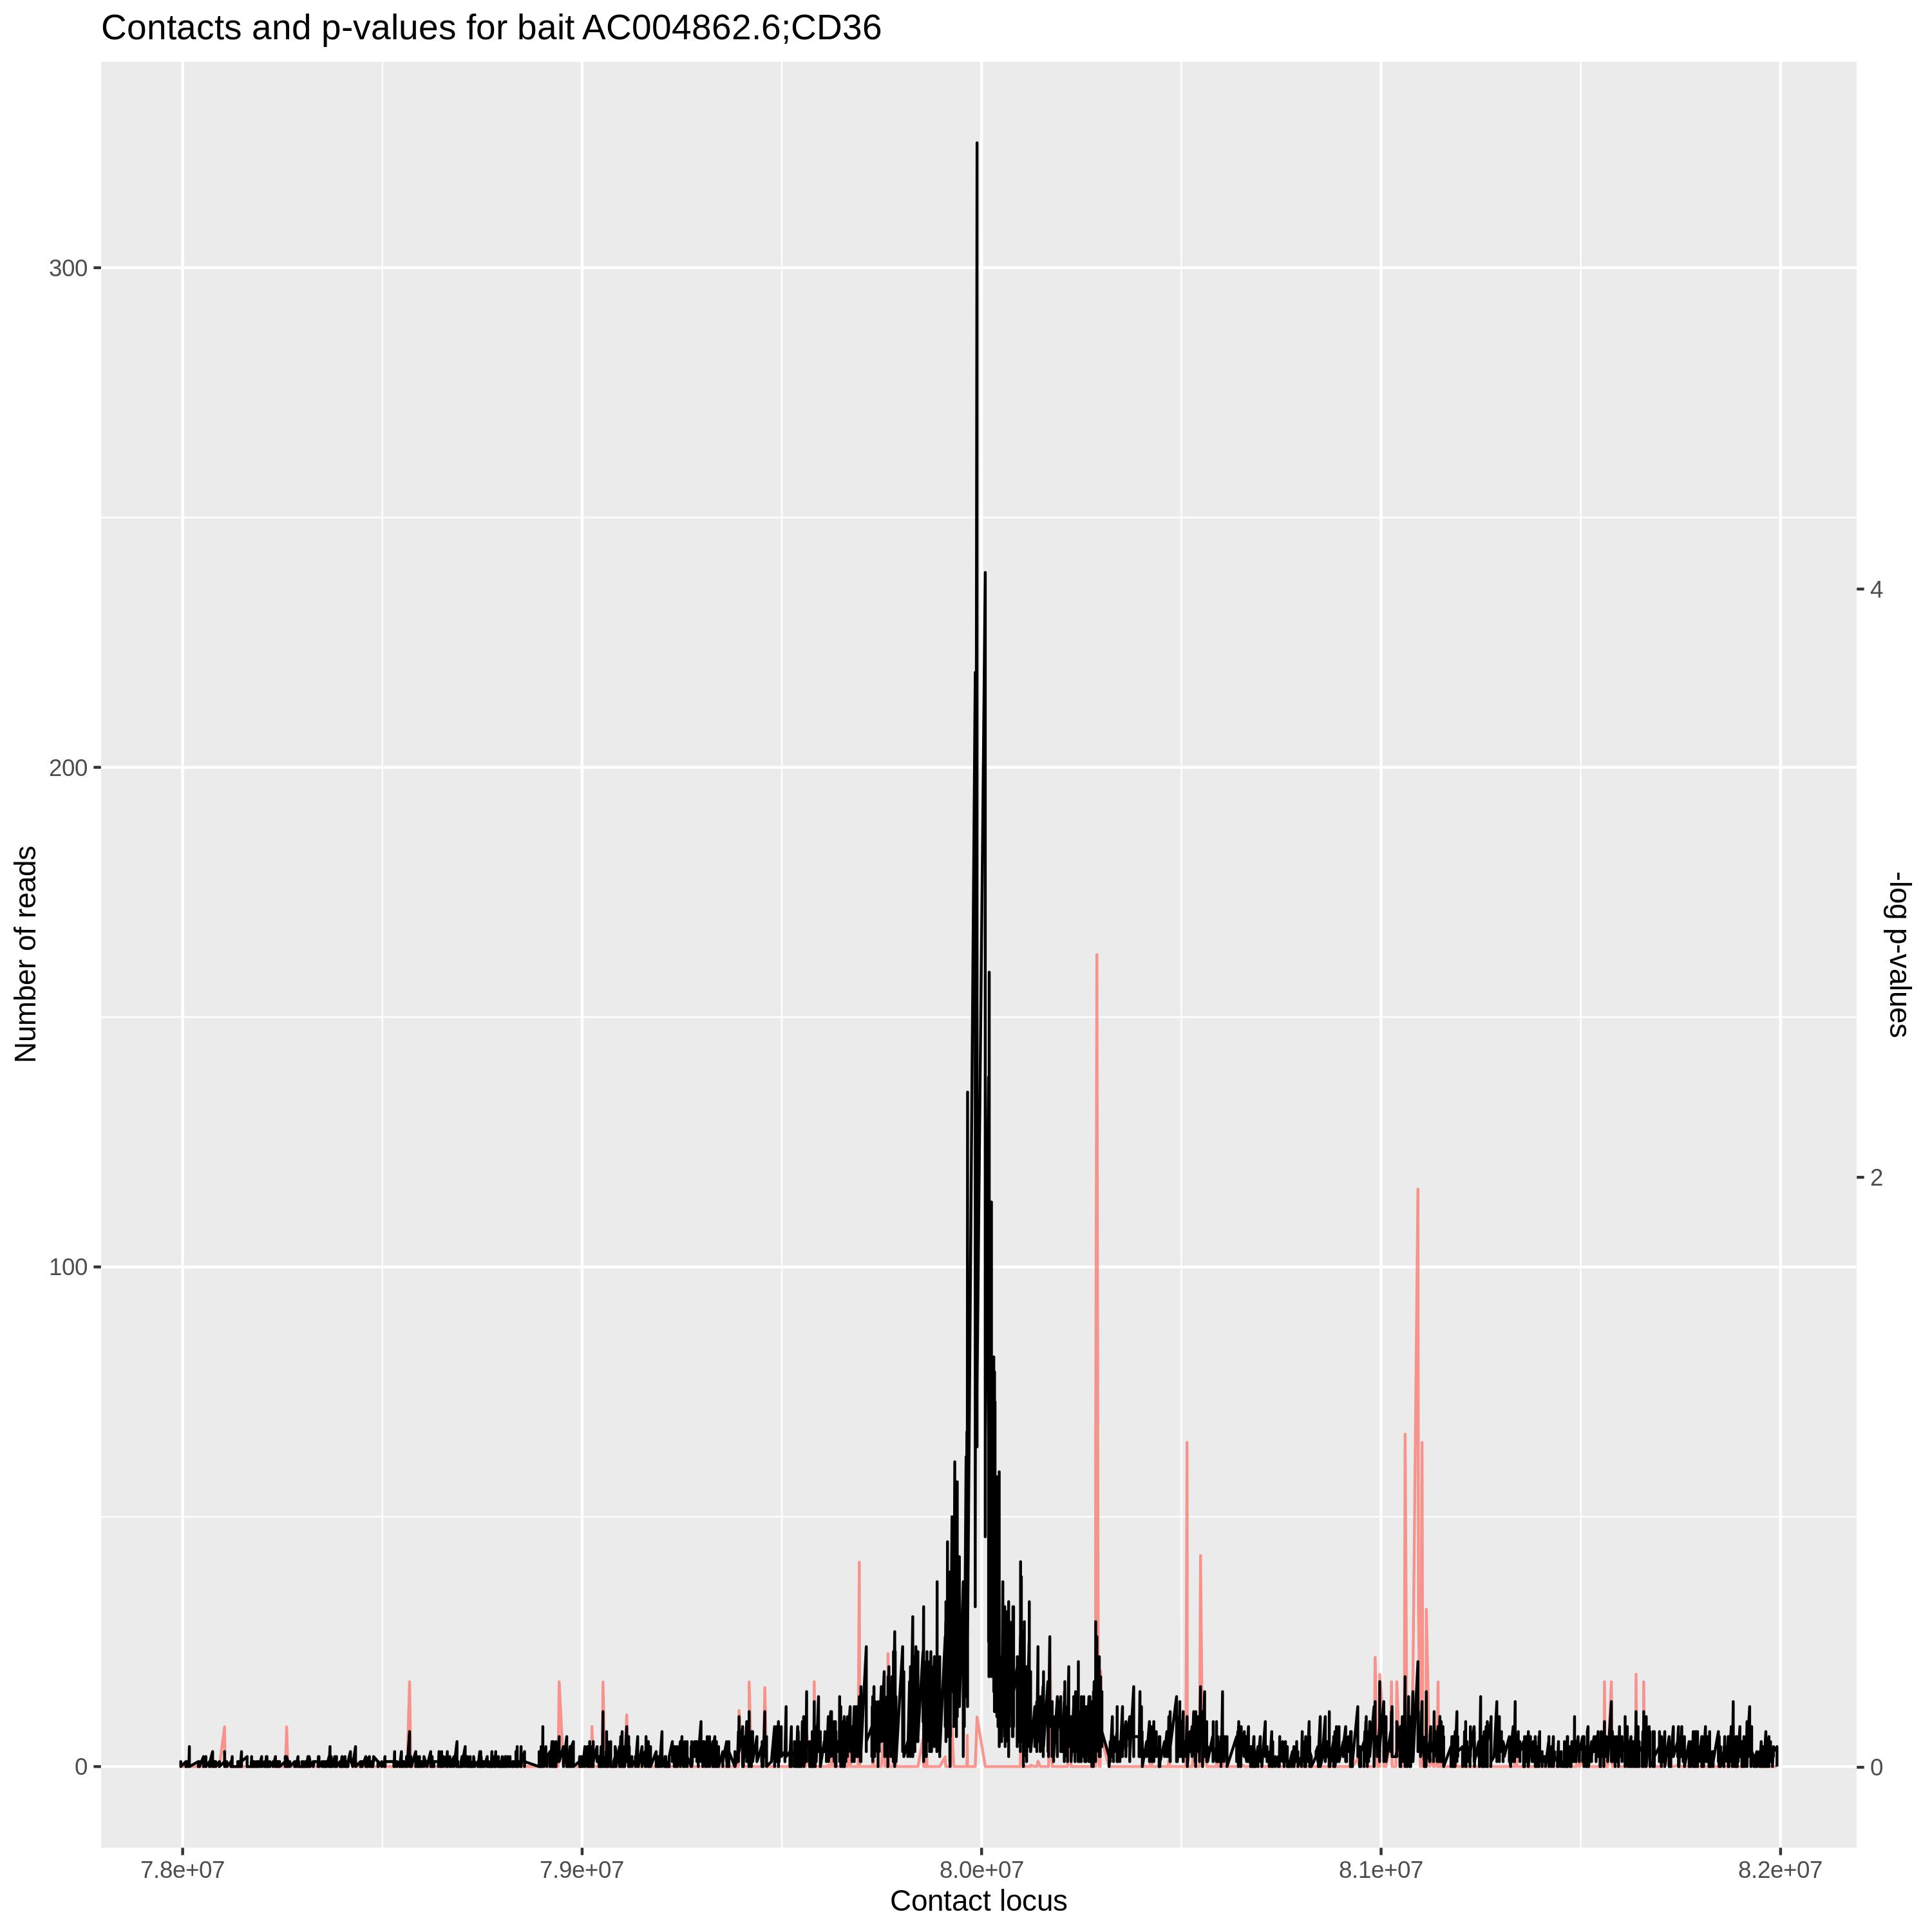 Contacts and p-values for bait AC004862.6;CD36
300
200
100
0
Number of reads
4
2
0
-log p-values
7.8e+07
7.9e+07
8.0e+07
8.1e+07
8.2e+07
Contact locus